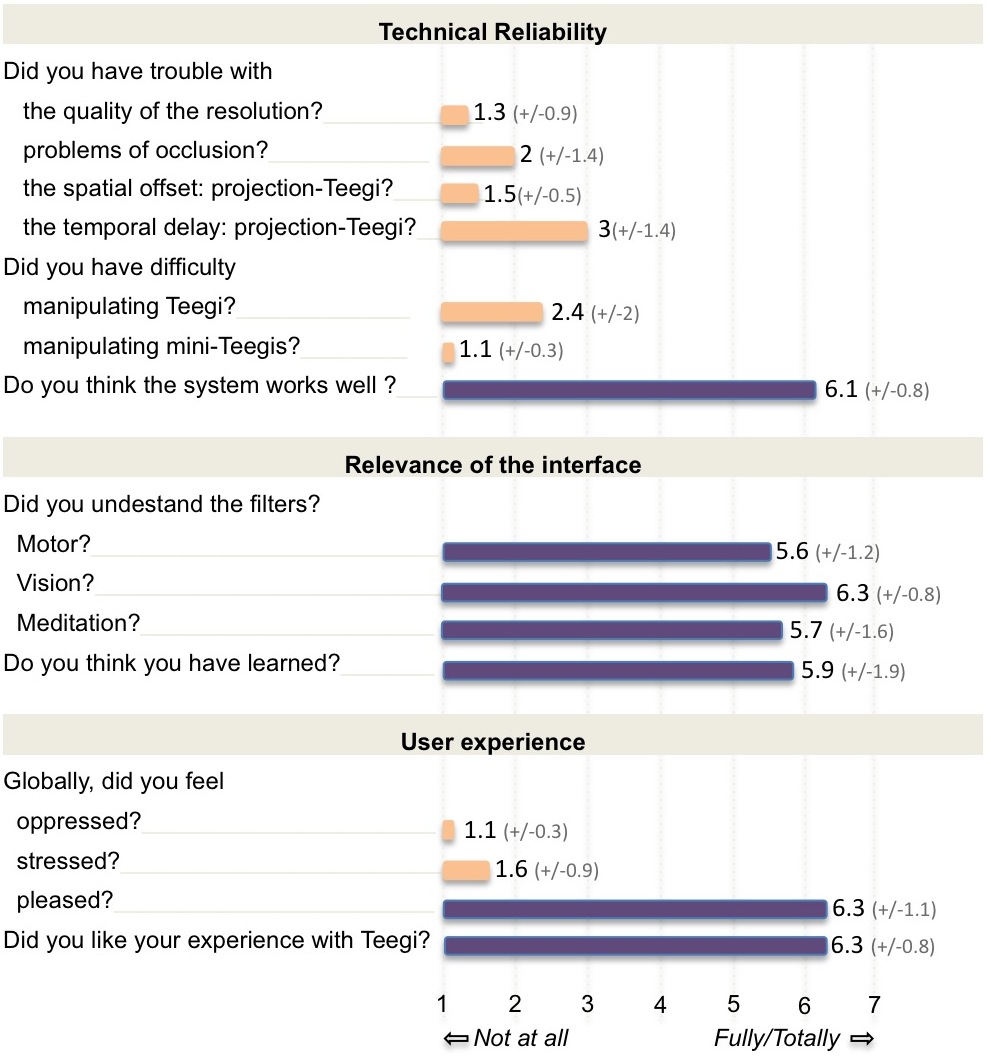 Technical Reliability
Did you have trouble with
the quality of the resolution? 1.3 (+/-0.9)
problems of occlusion? 2 (+/-1.4)
the spatial offset: projection-Teegi? 1.5(+/-0.5)
the temporal delay: projection-Teegi? 3(+/-1.4)
Did you have difficulty
manipulating Teegi? 2.4 (+/-2)
manipulating mini-Teegis? 1.1 (+/-0.3)
Do you think the system works well ? 6.1 (+/-0.8)
Relevance of the interface
Did you undestand the filters?
Motor? 5.6 (+/-1.2)
Vision? 6.3 (+/-0.8)
Meditation? 5.7 (+/-1.6)
Do you think you have learned? 5.9 (+/-1.9)
User experience
Globally, did you feel
oppressed? 1.1 (+/-0.3)
stressed? 1.6 (+/-0.9)
pleased? 6.3 (+/-1.1)
Did you like your experience with Teegi? 6.3 (+/-0.8)
1 2 3 4 5 6 7
⇐ Not at all Fully/Totally ⇒